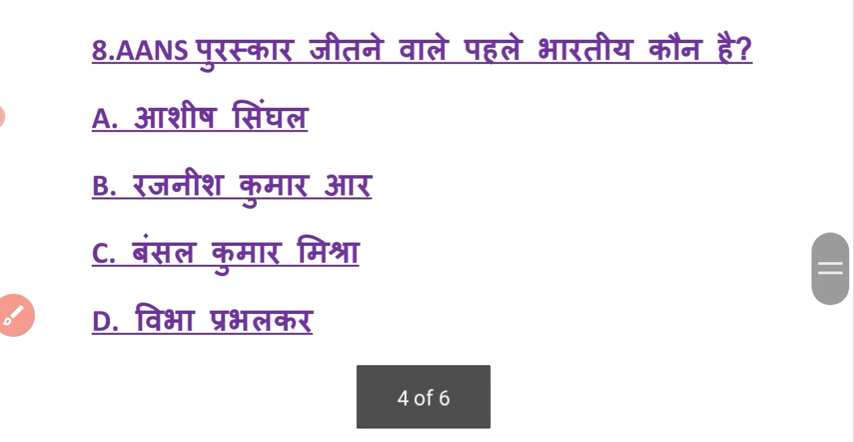 8.AANS पुरस्कार जीतने वाले पहले भारतीय कौन है?
A. आशीष सिंघल
B. रजनीश कुमार आर
C. बंसल कुमार मिश्रा
D. विभा प्रभलकर
4 of 6